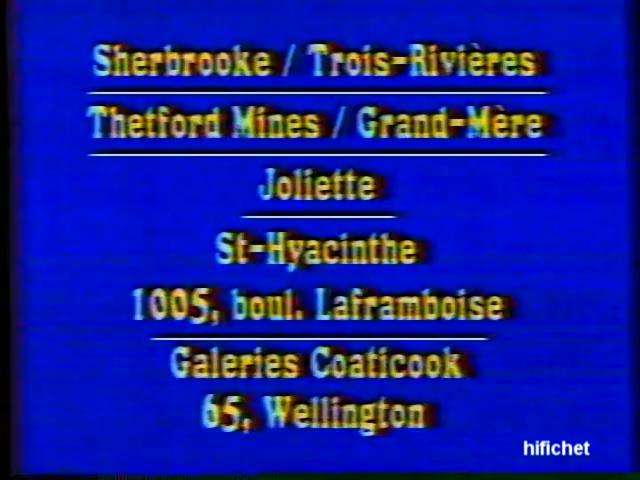 Sherbrooke / Trois-Rivières
Thetford Mines / Grand-Mère
Joliette
St-Hyacinthe
1005, boul. Laframboise
Galeries Coaticook
65, Wellington
hifichet